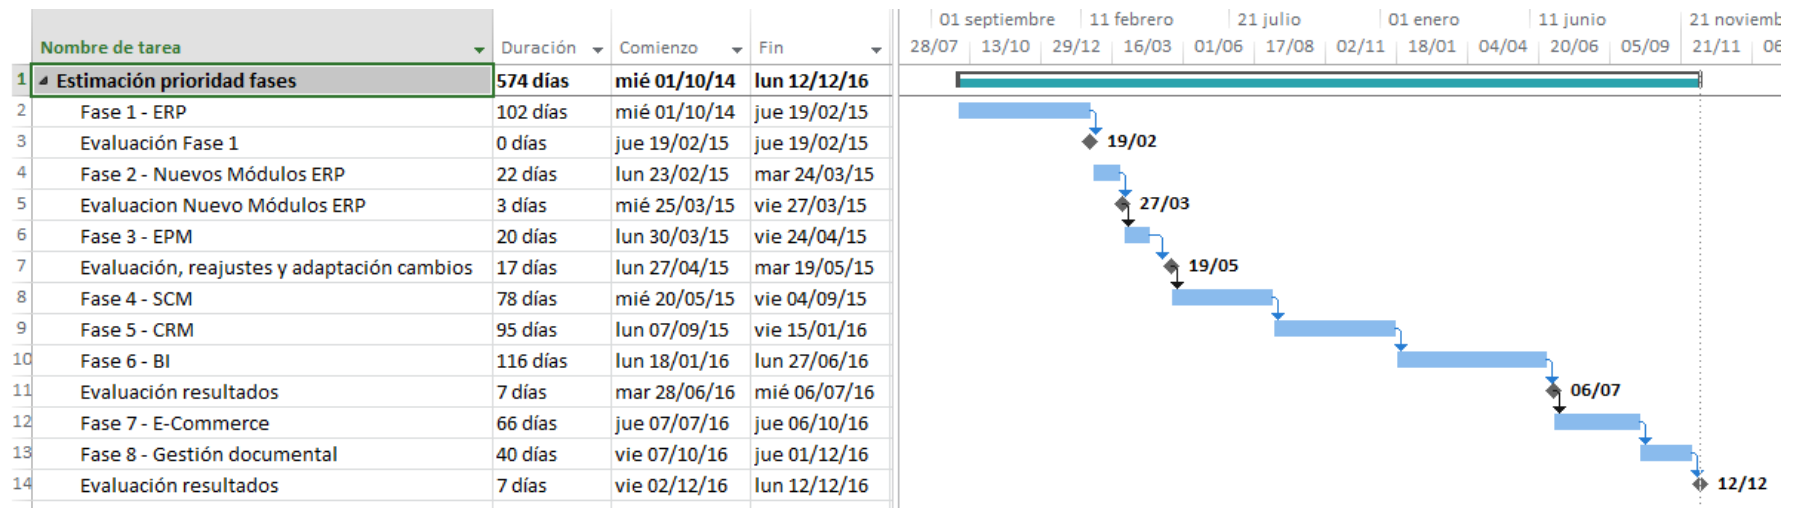 01 septiembre 11 febrero 21 julio 01 enero 11 junio 21 noviemb
Nombre de tarea Duración Comienzo Fin 28/07 13/10 29/12 16/03 01/06 17/08 02/11 18/01 04/04 20/06 05/09 21/11 06
1 Estimación prioridad fases 574 días mié 01/10/14 lun 12/12/16
2 Fase 1 - ERP 102 días mié 01/10/14 jue 19/02/15
3 Evaluación Fase 1 0 días jue 19/02/15 jue 19/02/15 19/02
4 Fase 2 - Nuevos Módulos ERP 22 días lun 23/02/15 mar 24/03/15
5 Evaluacion Nuevo Módulos ERP 3 días mié 25/03/15 vie 27/03/15 27/03
6 Fase 3 - EPM 20 días lun 30/03/15 vie 24/04/15
7 Evaluación, reajustes y adaptación cambios 17 días lun 27/04/15 mar 19/05/15 19/05
8 Fase 4 - SCM 78 días mié 20/05/15 vie 04/09/15
9 Fase 5 - CRM 95 días lun 07/09/15 vie 15/01/16
10 Fase 6 - BI 116 días lun 18/01/16 lun 27/06/16
11 Evaluación resultados 7 días mar 28/06/16 mié 06/07/16 06/07
12 Fase 7 - E-Commerce 66 días jue 07/07/16 jue 06/10/16
13 Fase 8 - Gestión documental 40 días vie 07/10/16 jue 01/12/16
14 Evaluación resultados 7 días vie 02/12/16 lun 12/12/16 12/12